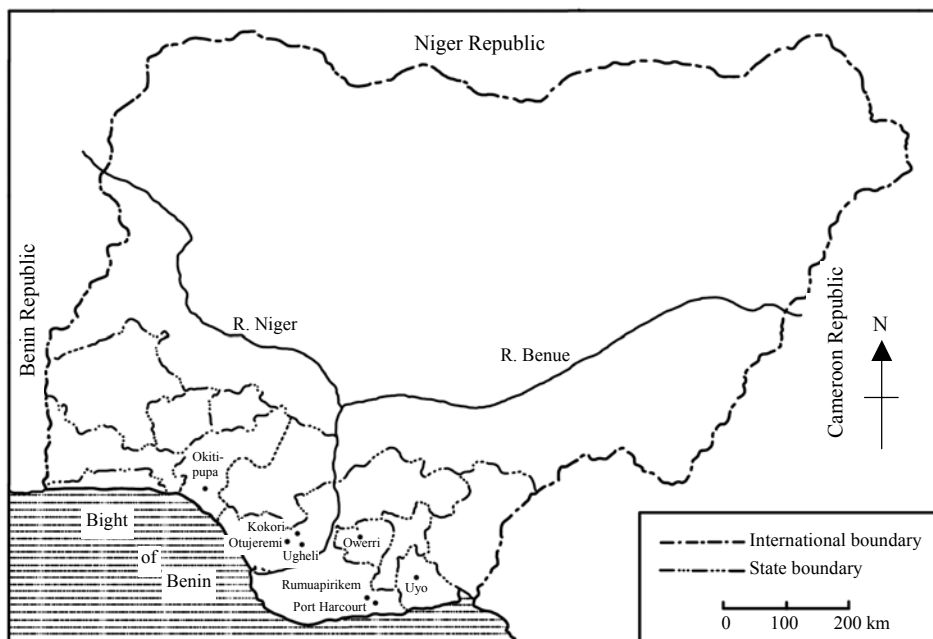 Niger Republic
Benin Republic
R. Niger
R. Benue
Cameroon Republic
N
Okiti-
pupa
Bight
of
Benin
Kokori
Otujeremi
Ugheli
Owerri
Rumuapirikem
Port Harcourt
Uyo
International boundary
State boundary
0 100 200
km